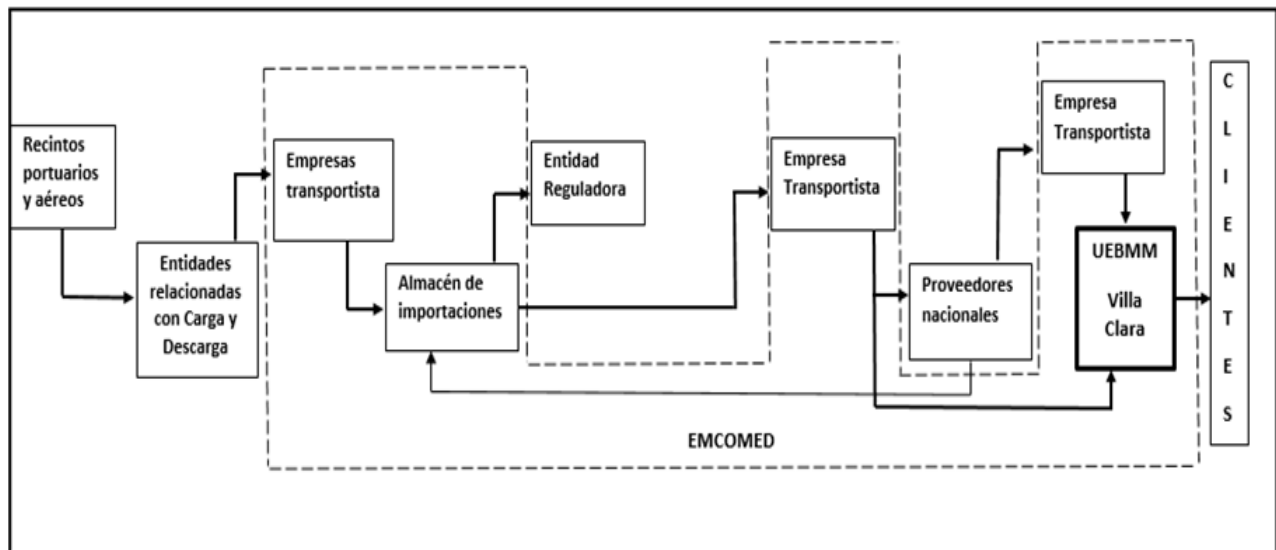 Recintos
portuarios
y aéreos
Entidades
relacionadas
con Carga y
Descarga
Empresas
transportista
Almacén de
importaciones
Entidad
Reguladora
Empresa
Transportista
Proveedores
nacionales
Empresa
Transportista
UEBMM
Villa
Clara
C
L
I
E
N
T
E
S
EMCOMED